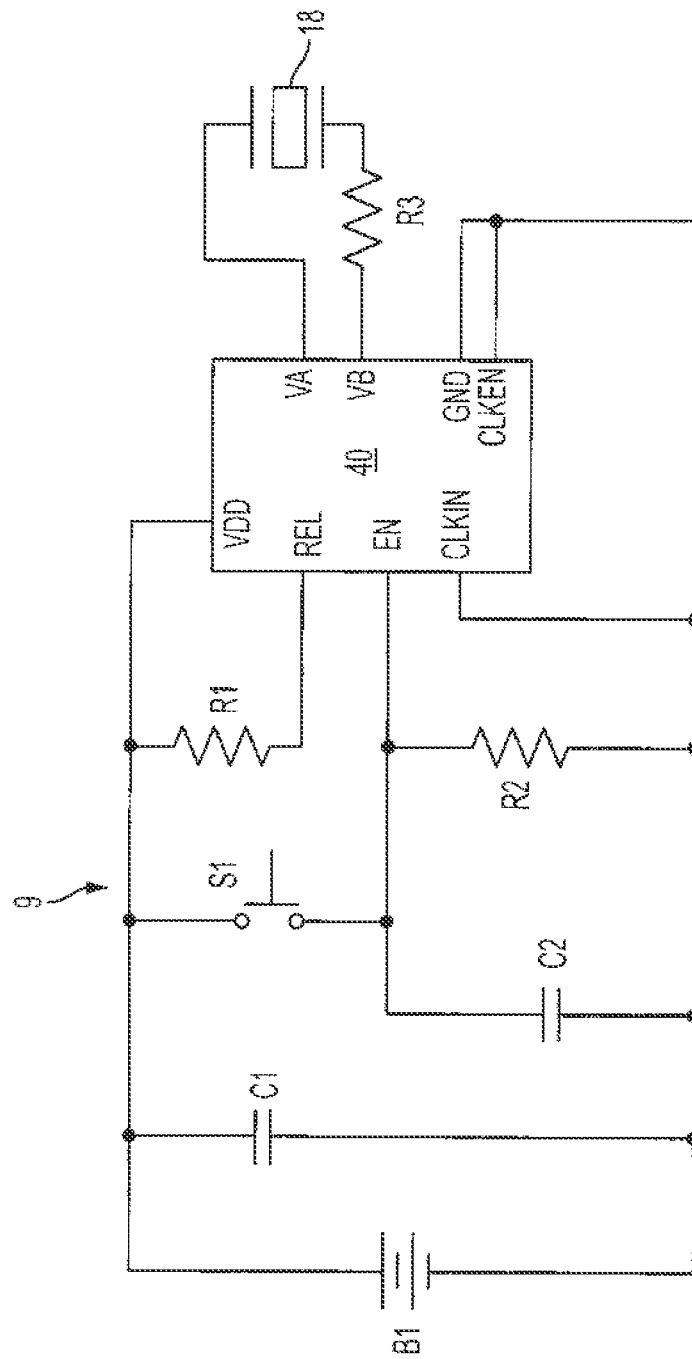 9
18
S1
R1
R3
VDD
REL
EN
CLKIN
VA
VB
GND
CLKEN
40
C1
B1
C2
R2